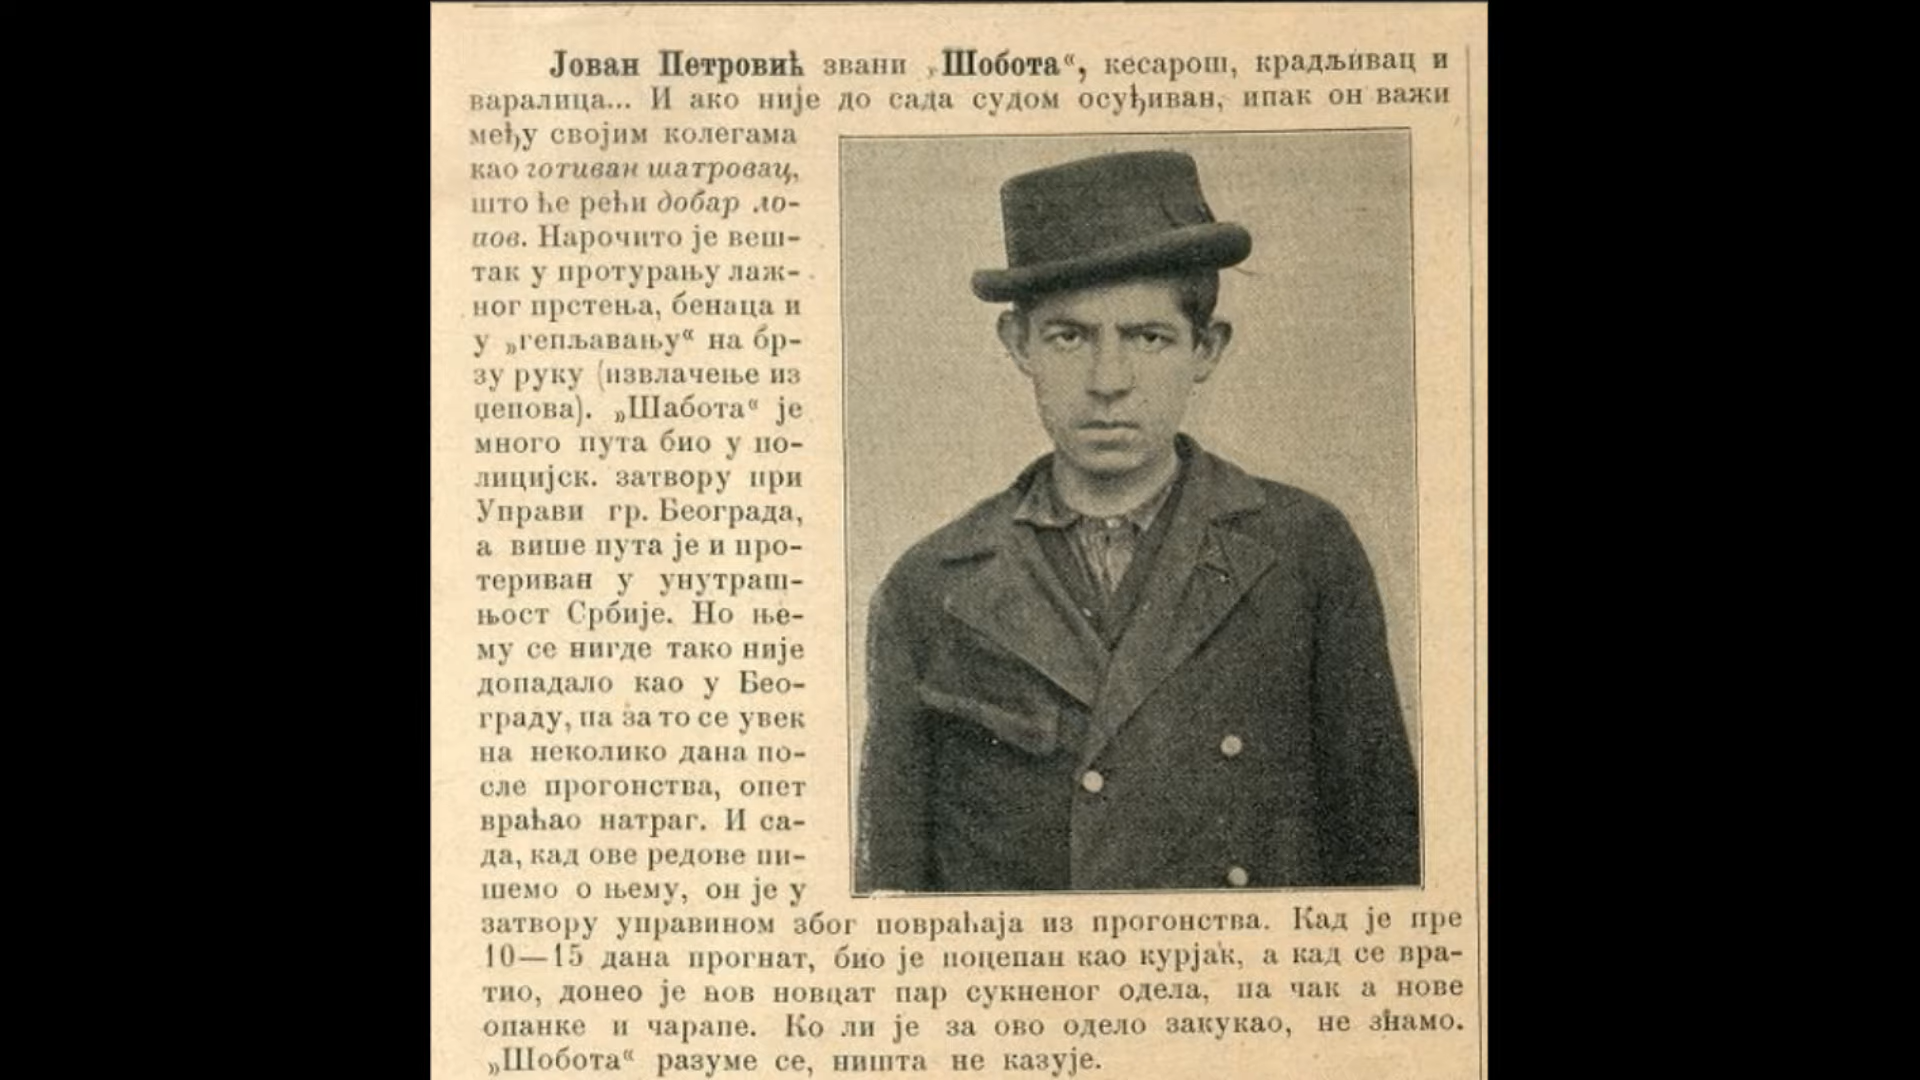 Јован Петровић звани „Шобота“, кесарош, крадљивац и
варалица... И ако није до сада судом осуђиван, ипак он важи
међу својим колегама
као готиван шатровац,
што ће рећи добар ло-
пов. Нарочито је веш-
так у протурању лаж-
ног прстења, бенаца и
у „гепљавању“ на бр-
зу руку (извлачење из
џепова). „Шабота“ је
много пута био у по-
лицијск. затвору при
Управи гр. Београда,
а више пута је и про-
териван у унутраш-
њост Србије. Но ње-
му се нигде тако није
допадало као у Бео-
граду, па за то се увек
на неколико дана по-
сле прогонства, опет
враћао натраг. И са-
да, кад ове редове пи-
шемо о њему, он је у
затвору управином због повраћаја из прогонства. Кад је пре
10—15 дана прогнат, био је поцепан као курјак, а кад се вра-
тио, донео је нов новцат пар сукненог одела, па чак а нове
опанке и чарапе. Ко ли је за ово одело закукао, не знамо.
„Шобота“ разуме се, ништа не казује.